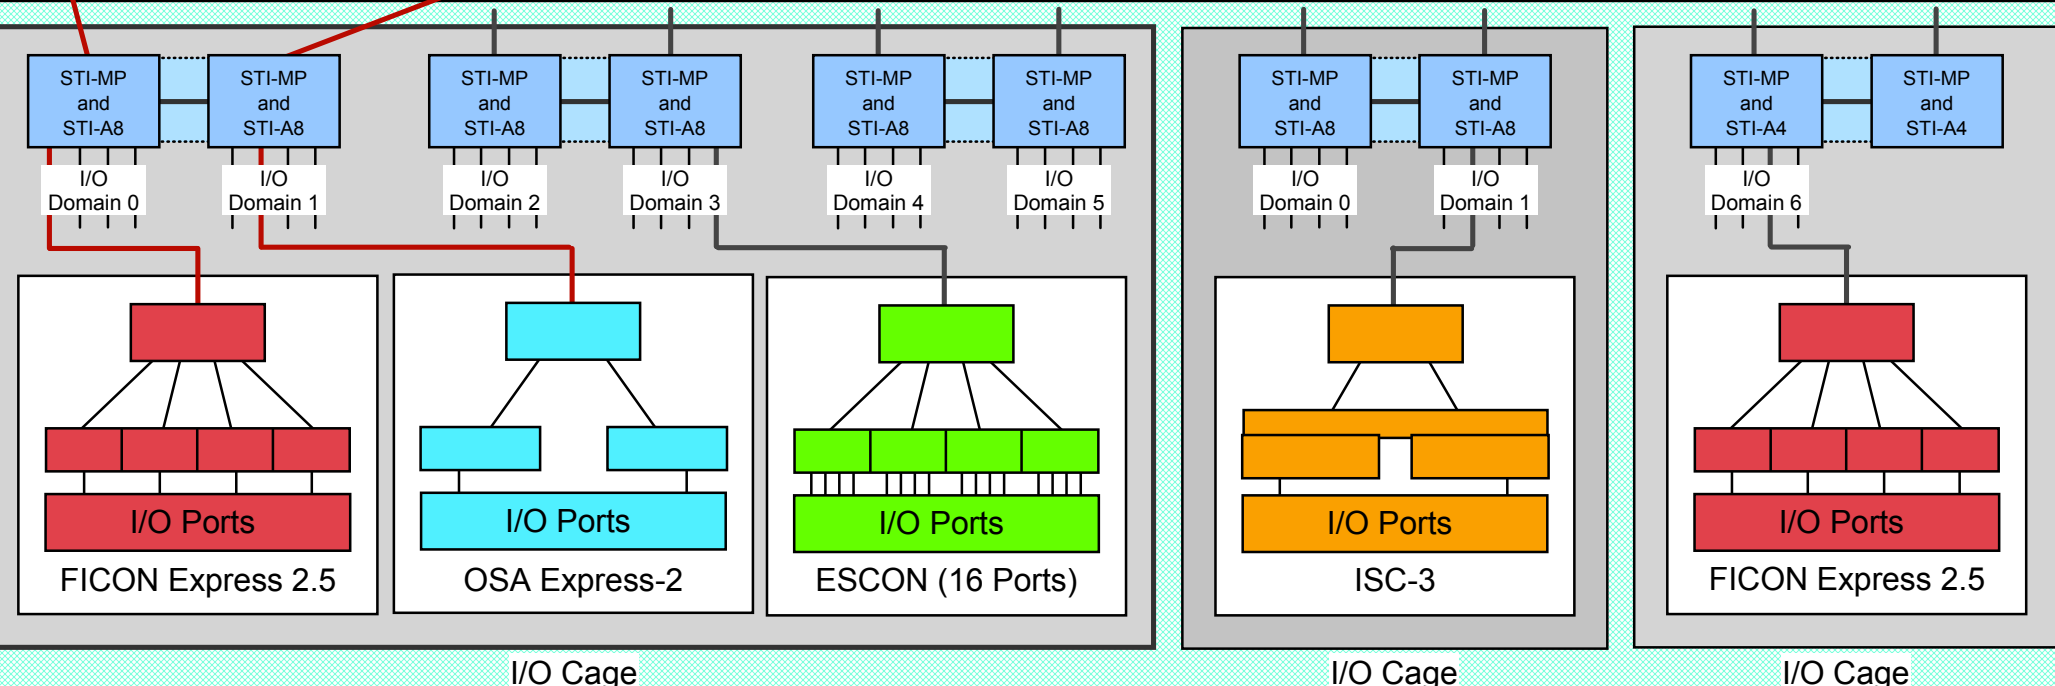 STI-MP
and
STI-A8
STI-MP
and
STI-A8
STI-MP
and
STI-A8
STI-MP
and
STI-A8
STI-MP
and
STI-A8
STI-MP
and
STI-A8
STI-MP
and
STI-A8
STI-MP
and
STI-A8
STI-MP
and
STI-A4
STI-MP
and
STI-A4
I/O
Domain 0
I/O
Domain 1
I/O
Domain 2
I/O
Domain 3
I/O
Domain 4
I/O
Domain 5
I/O
Domain 0
I/O
Domain 1
I/O
Domain 6
I/O Ports
I/O Ports
I/O Ports
I/O Ports
I/O Ports
FICON Express 2.5
OSA Express-2
ESCON (16 Ports)
ISC-3
FICON Express 2.5
I/O Cage
I/O Cage
I/O Cage